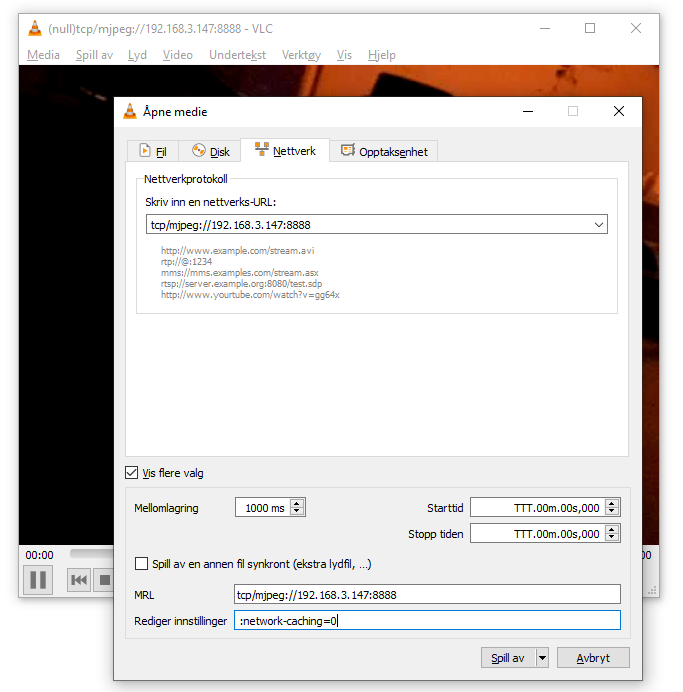 (null)tcp/mjpeg://192.168.3.147:8888 - VLC
Media Spill av Lyd Video Undertekst Verktøy Vis Hjelp
Åpne medie
Fil Disk Nettverk Opptaksenhet
Nettverkprotokoll
Skriv inn en nettverks-URL:
tcp/mjpeg://192.168.3.147:8888
http://www.example.com/stream.avi
rtp://@:1234
mms://mms.examples.com/stream.asx
rtsp://server.example.org:8080/test.sdp
http://www.yourtube.com/watch?v=gg64x
Vis flere valg
Mellomlagring 1000 ms Starttid TTT.00m.00s,000
Stopp tiden TTT.00m.00s,000
00:00 00
Spill av en annen fil synkront (ekstra lydfil, ...)
MRL tcp/mjpeg://192.168.3.147:8888
Rediger innstillinger :network-caching=0
Spill av Avbryt